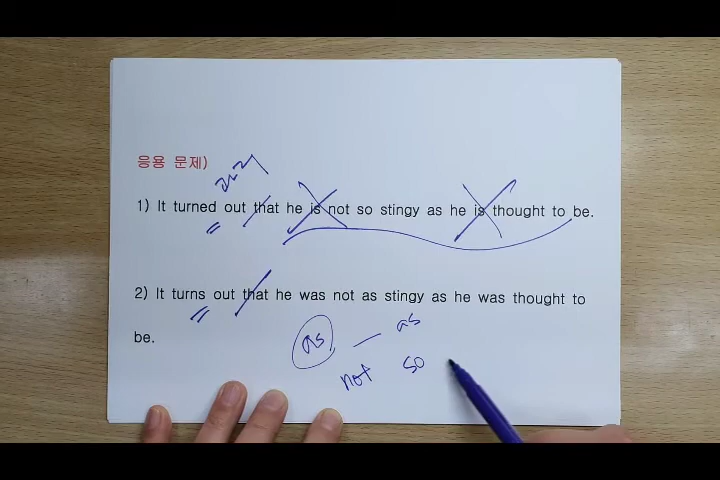 응용 문제)
과거
1) It turned out that he is not so stingy as he is thought to be.
2) It turns out that he was not as stingy as he was thought to
be.
as — as
not so